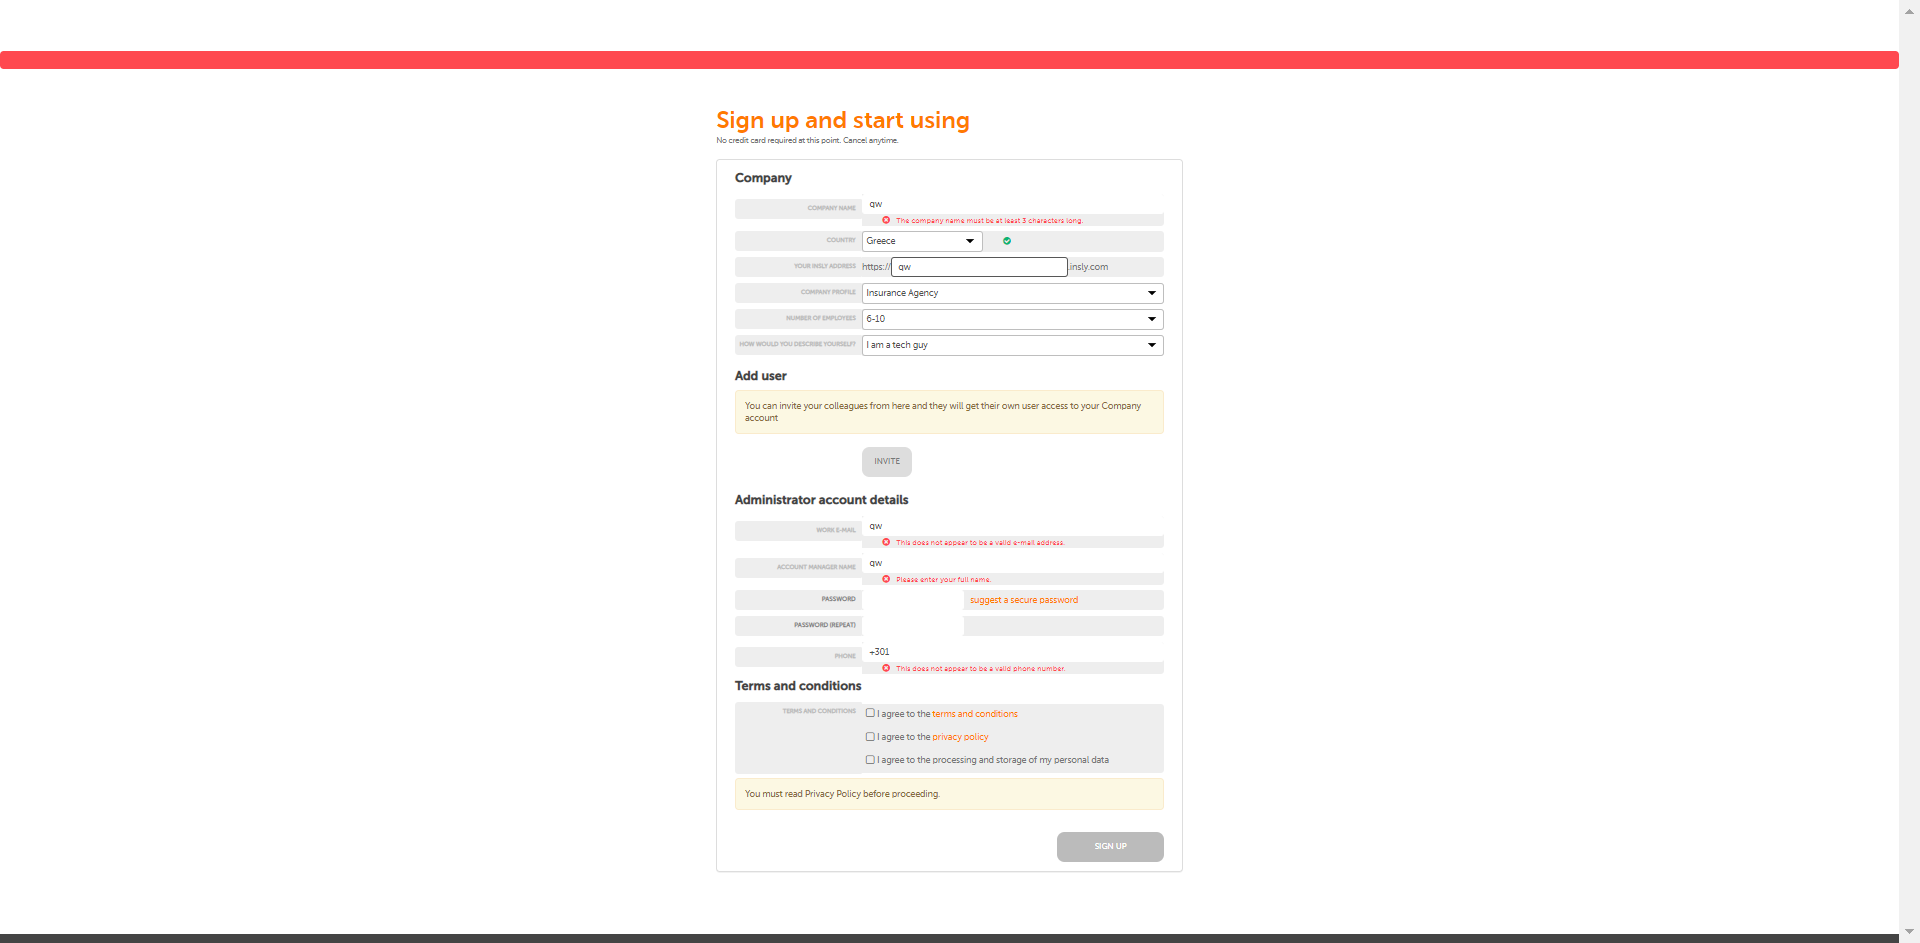 Sign up and start using
No credit card required at this point. Cancel anytime.
Company
COMPANY NAME
qw
The company name must be at least 3 characters long.
COUNTRY
Greece
YOUR INSLY ADDRESS
https://
qw
.insly.com
COMPANY PROFILE
Insurance Agency
NUMBER OF EMPLOYEES
6-10
HOW WOULD YOU DESCRIBE YOURSELF?
I am a tech guy
Add user
You can invite your colleagues from here and they will get their own user access to your Company
account
INVITE
Administrator account details
WORK E-MAIL
qw
This does not appear to be a valid e-mail address.
ACCOUNT MANAGER NAME
qw
Please enter your full name.
PASSWORD
suggest a secure password
PASSWORD (REPEAT)
PHONE
+301
This does not appear to be a valid phone number.
Terms and conditions
TERMS AND CONDITIONS
I agree to the terms and conditions
I agree to the privacy policy
I agree to the processing and storage of my personal data
You must read Privacy Policy before proceeding.
SIGN UP